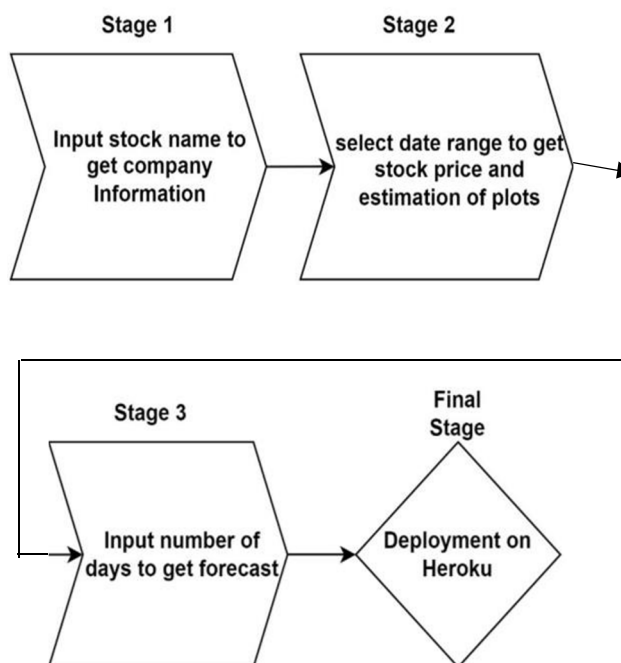 Stage 1
Input stock name to
get company
Information
Stage 2
select date range to get
stock price and
estimation of plots
Stage 3
Input number of
days to get forecast
Final
Stage
Deployment on
Heroku